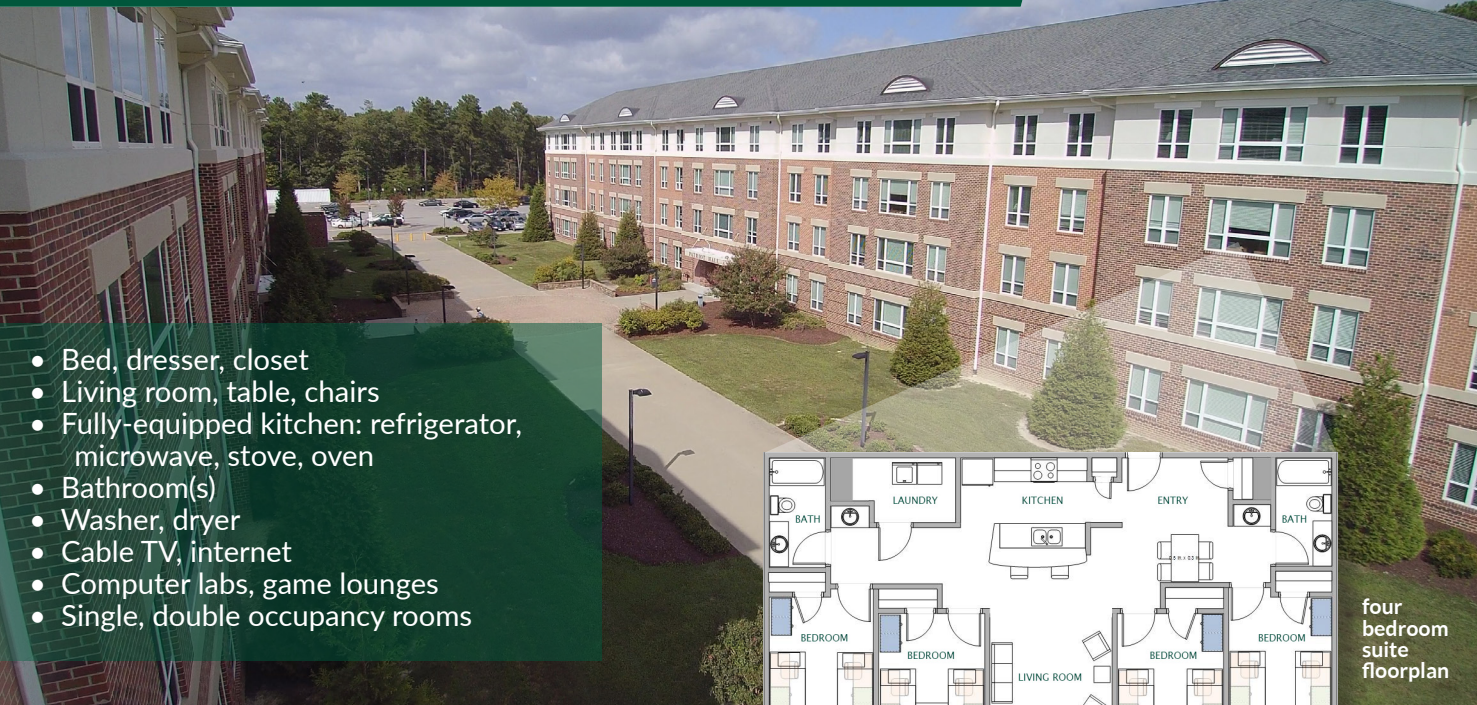 • Bed, dresser, closet
• Living room, table, chairs
• Fully-equipped kitchen: refrigerator,
microwave, stove, oven
• Bathroom(s)
• Washer, dryer
• Cable TV, internet
• Computer labs, game lounges
• Single, double occupancy rooms
LAUNDRY
KITCHEN
ENTRY
BATH
BATH
BEDROOM
BEDROOM
LIVING ROOM
BEDROOM
BEDROOM
four
bedroom
suite
floorplan